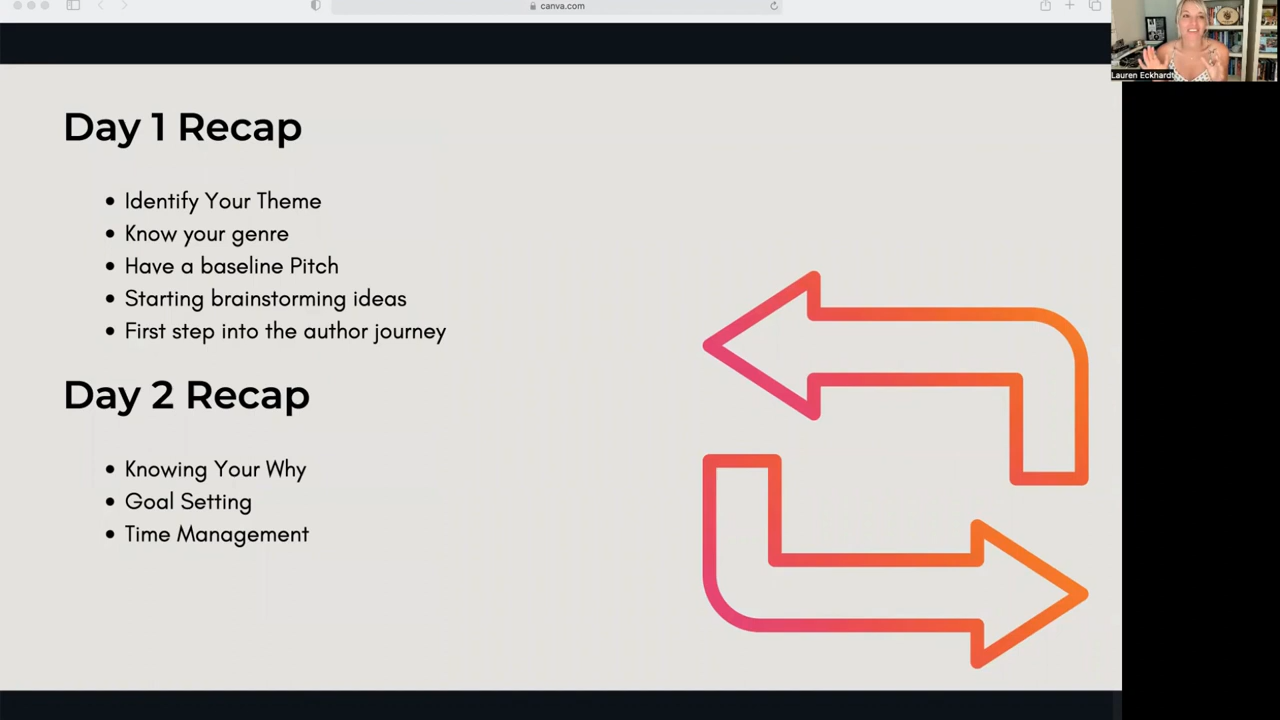 canva.com
Lauren Eckhardt
Day 1 Recap
Identify Your Theme
Know your genre
Have a baseline Pitch
Starting brainstorming ideas
First step into the author journey
Day 2 Recap
Knowing Your Why
Goal Setting
Time Management